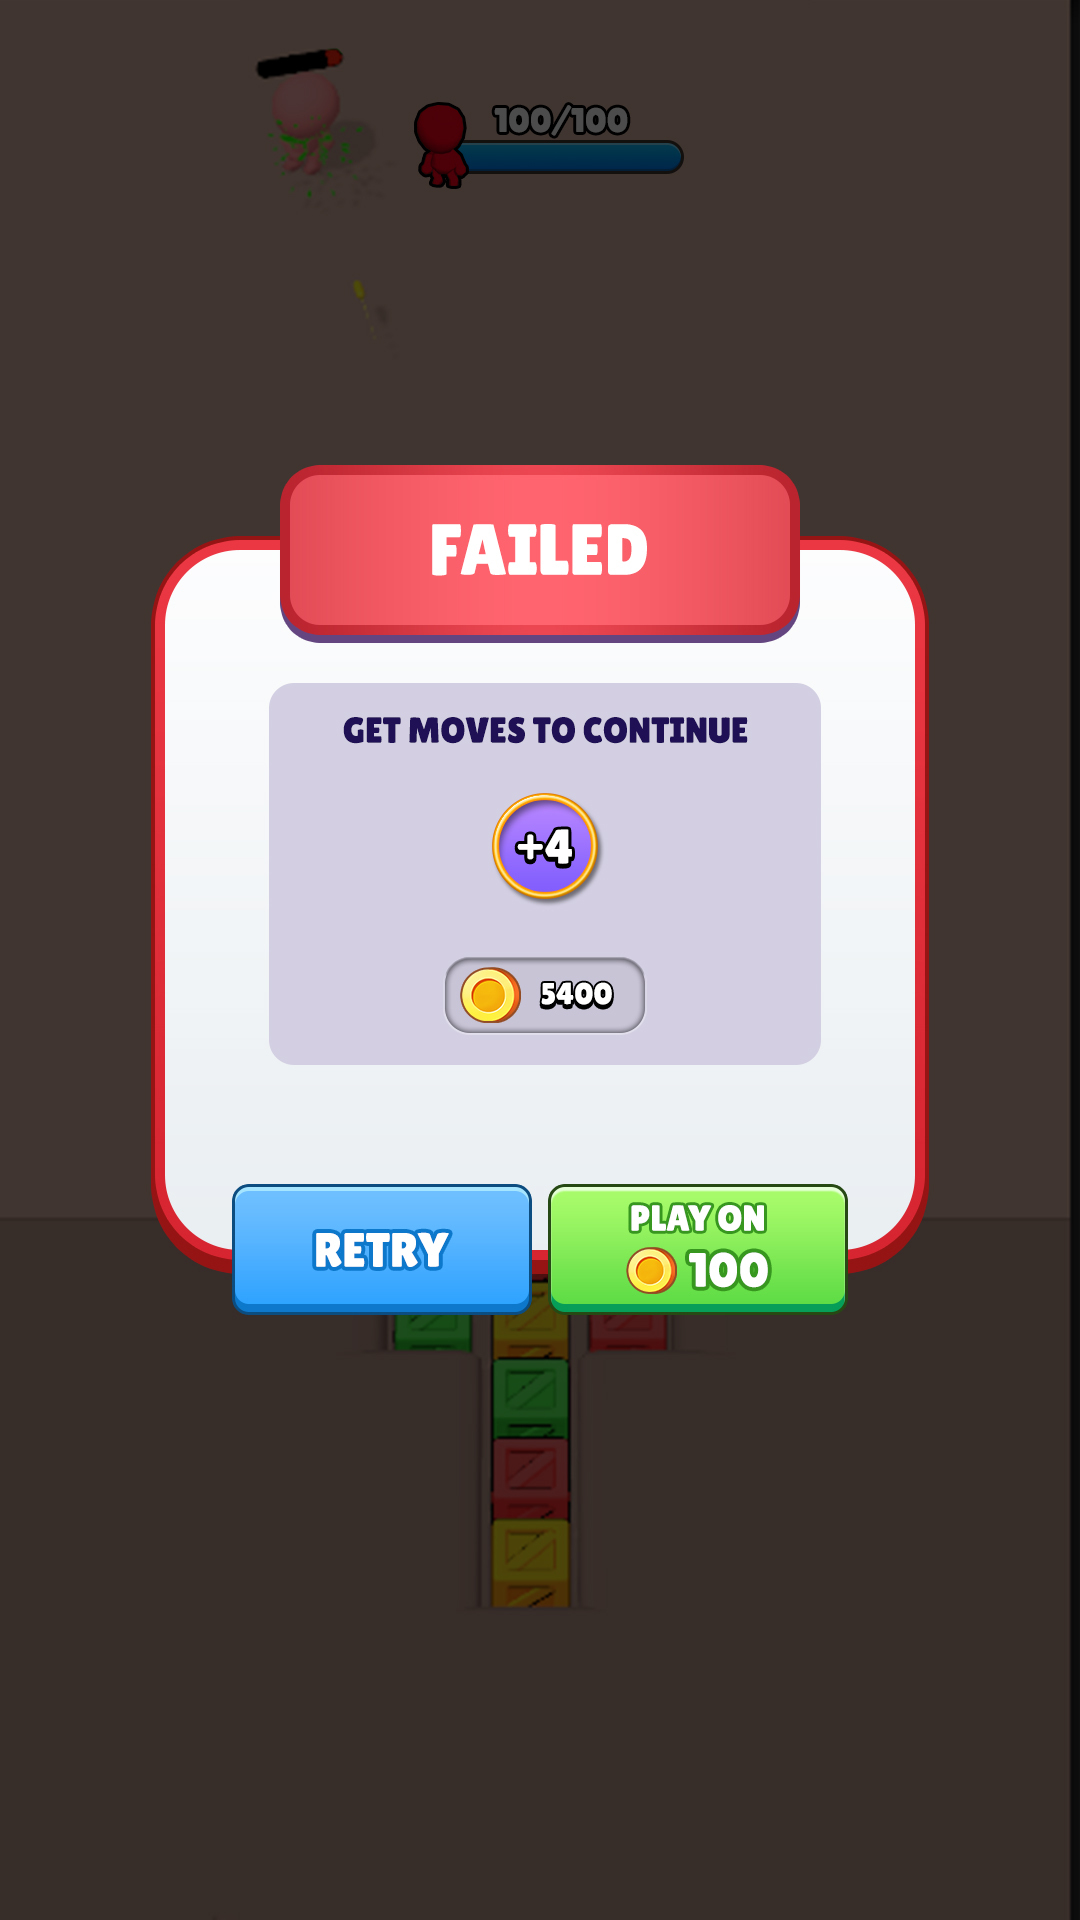 100/100
FAILED
GET MOVES TO CONTINUE
+4
5400
RETRY
PLAY ON
100